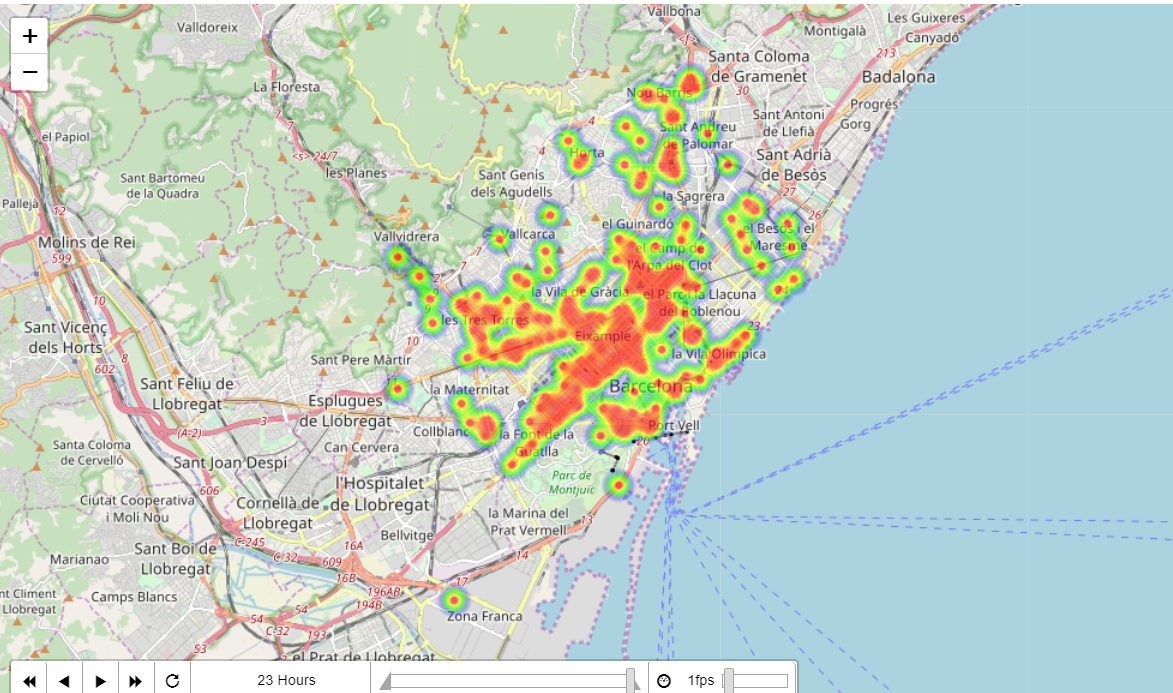 Vallbona
Les Guixeres
Valldoreix
Montigalà
Canyadó
+
213
Santa Coloma
de Gramenet
Badalona
−
La Floresta
30
Nou Barris
Progrés
Sant Antoni
de Llefià
Gorg
4
Sant Andreu
de Palomar
el Papiol
7
<s> 24/7
4
Horta
Sant Adrià
de Besòs
Sant Bartomeu
de la Quadra
les Planes
Sant Genís
dels Agudells
27
la Sagrera
Pallejà
12
26
el Guinardó
el Besòs i el
Maresme
Molins de Rei
Vallvidrera
7
Vallcarca
599
el Camp de
l'Arpa del Clot
7
2
24
10
9
la Vila de Gràcia
el Parc i la Llacuna
del Poblenou
les Tres Torres
23
Sant Vicenç
dels Horts
Eixample
10
8
Sant Pere Màrtir
la Vila Olímpica
602
11
Sant Feliu de
Llobregat
la Maternitat
Barcelona
Esplugues
de Llobregat
3
Port Vell
(A-2)
Collblanc
la Font de la
Guatlla
20
Santa Coloma
de Cervelló
Can Cervera
Sant Joan Despí
Parc de
Montjuïc
606
l'Hospitalet
de Llobregat
Ciutat Cooperativa
i Molí Nou
Cornellà de
Llobregat
la Marina del
Prat Vermell
13
Bellvitge
C-245
16A
Sant Boi de
Llobregat
Marianao
C-32
609
14
16B
17
nt Climent
Llobregat
Camps Blancs
196AB
194B
54
54
Zona Franca
C-32
193
53
el Prat de Llobregat
23 Hours
1fps